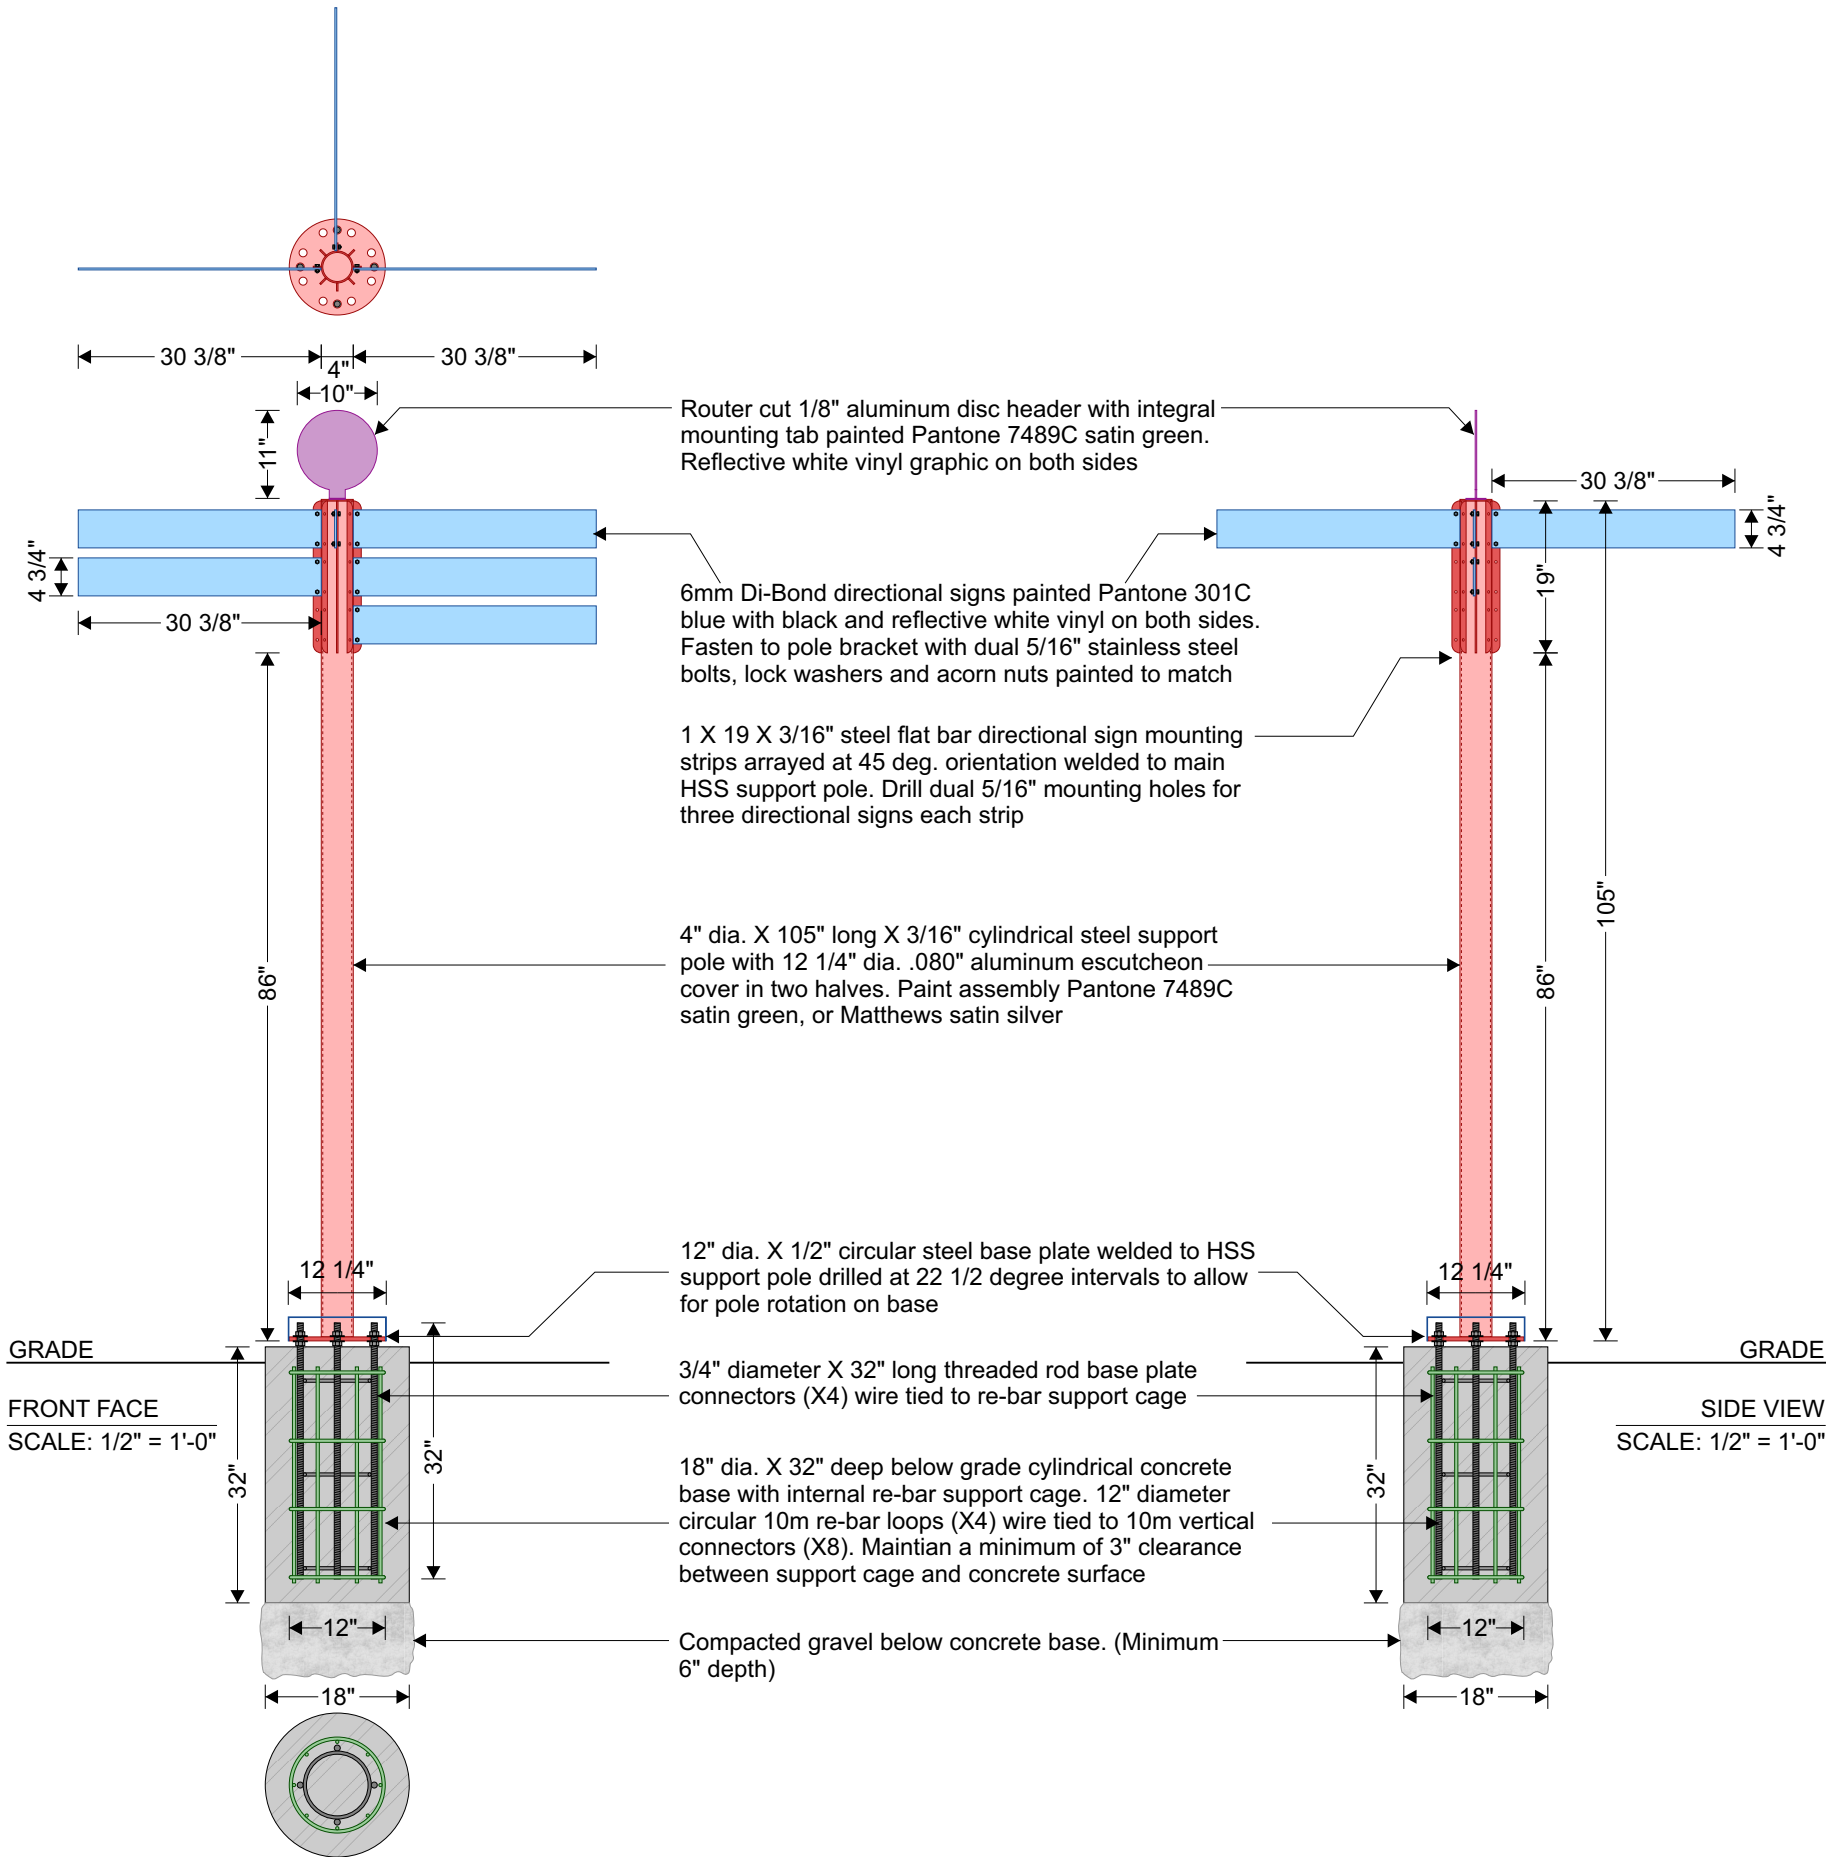 30 3/8"
30 3/8"
4"
10"
11"
4 3/4"
30 3/8"
86"
12 1/4"
GRADE
FRONT FACE
SCALE: 1/2" = 1'-0"
32"
32"
12"
18"
Router cut 1/8" aluminum disc header with integral
mounting tab painted Pantone 7489C satin green.
Reflective white vinyl graphic on both sides
6mm Di-Bond directional signs painted Pantone 301C
blue with black and reflective white vinyl on both sides.
Fasten to pole bracket with dual 5/16" stainless steel
bolts, lock washers and acorn nuts painted to match
1 X 19 X 3/16" steel flat bar directional sign mounting
strips arrayed at 45 deg. orientation welded to main
HSS support pole. Drill dual 5/16" mounting holes for
three directional signs each strip
4" dia. X 105" long X 3/16" cylindrical steel support
pole with 12 1/4" dia. .080" aluminum escutcheon
cover in two halves. Paint assembly Pantone 7489C
satin green, or Matthews satin silver
12" dia. X 1/2" circular steel base plate welded to HSS
support pole drilled at 22 1/2 degree intervals to allow
for pole rotation on base
3/4" diameter X 32" long threaded rod base plate
connectors (X4) wire tied to re-bar support cage
18" dia. X 32" deep below grade cylindrical concrete
base with internal re-bar support cage. 12" diameter
circular 10m re-bar loops (X4) wire tied to 10m vertical
connectors (X8). Maintian a minimum of 3" clearance
between support cage and concrete surface
Compacted gravel below concrete base. (Minimum
6" depth)
30 3/8"
4 3/4"
19"
105"
86"
12 1/4"
GRADE
SIDE VIEW
SCALE: 1/2" = 1'-0"
32"
12"
18"